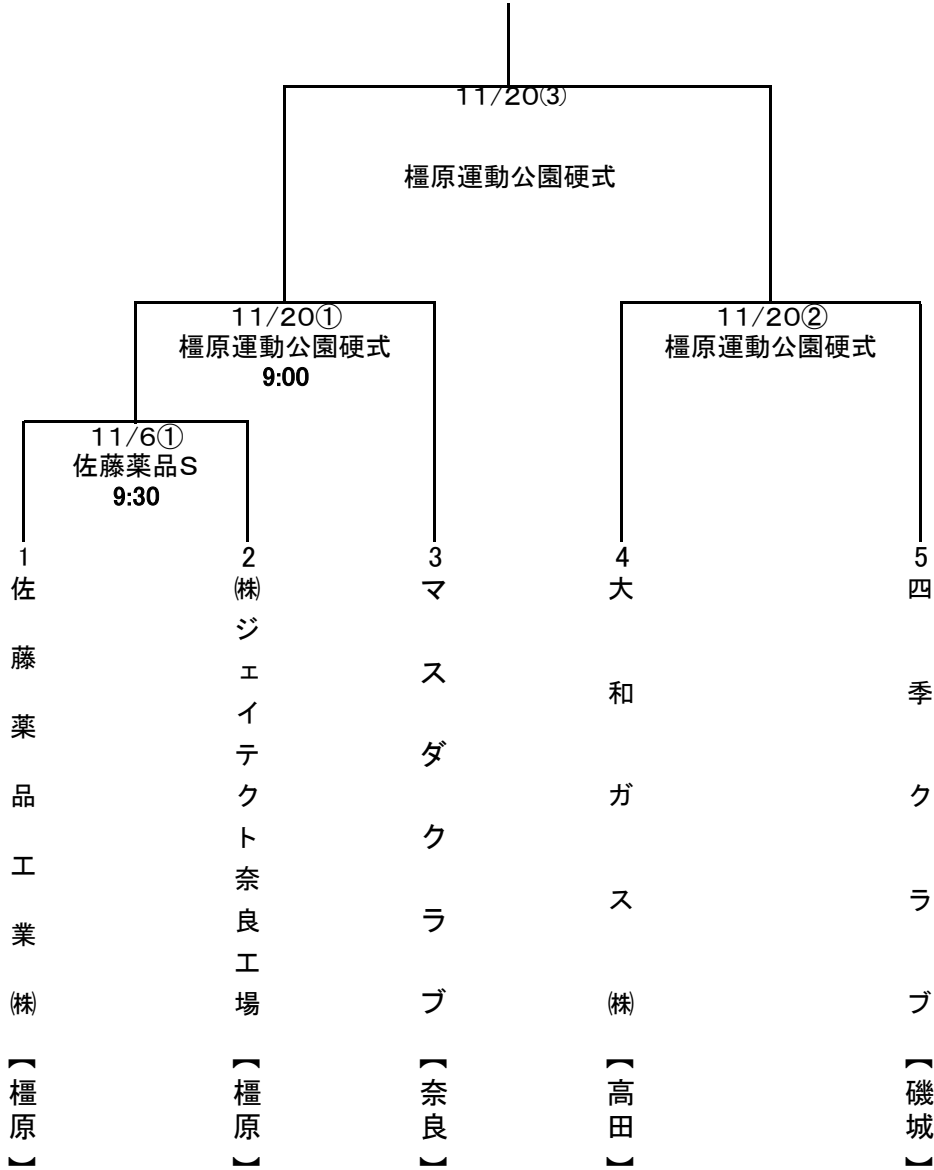 11/20③
橿原運動公園硬式
11/20①
橿原運動公園硬式
9:00
11/20②
橿原運動公園硬式
11/6①
佐藤薬品S
9:30
1
佐藤薬品工業㈱【橿原】
2
㈱ジェイテクト奈良工場【橿原】
3
マスダクラブ【奈良】
4
大和ガス㈱【高田】
5
四季クラブ【磯城】